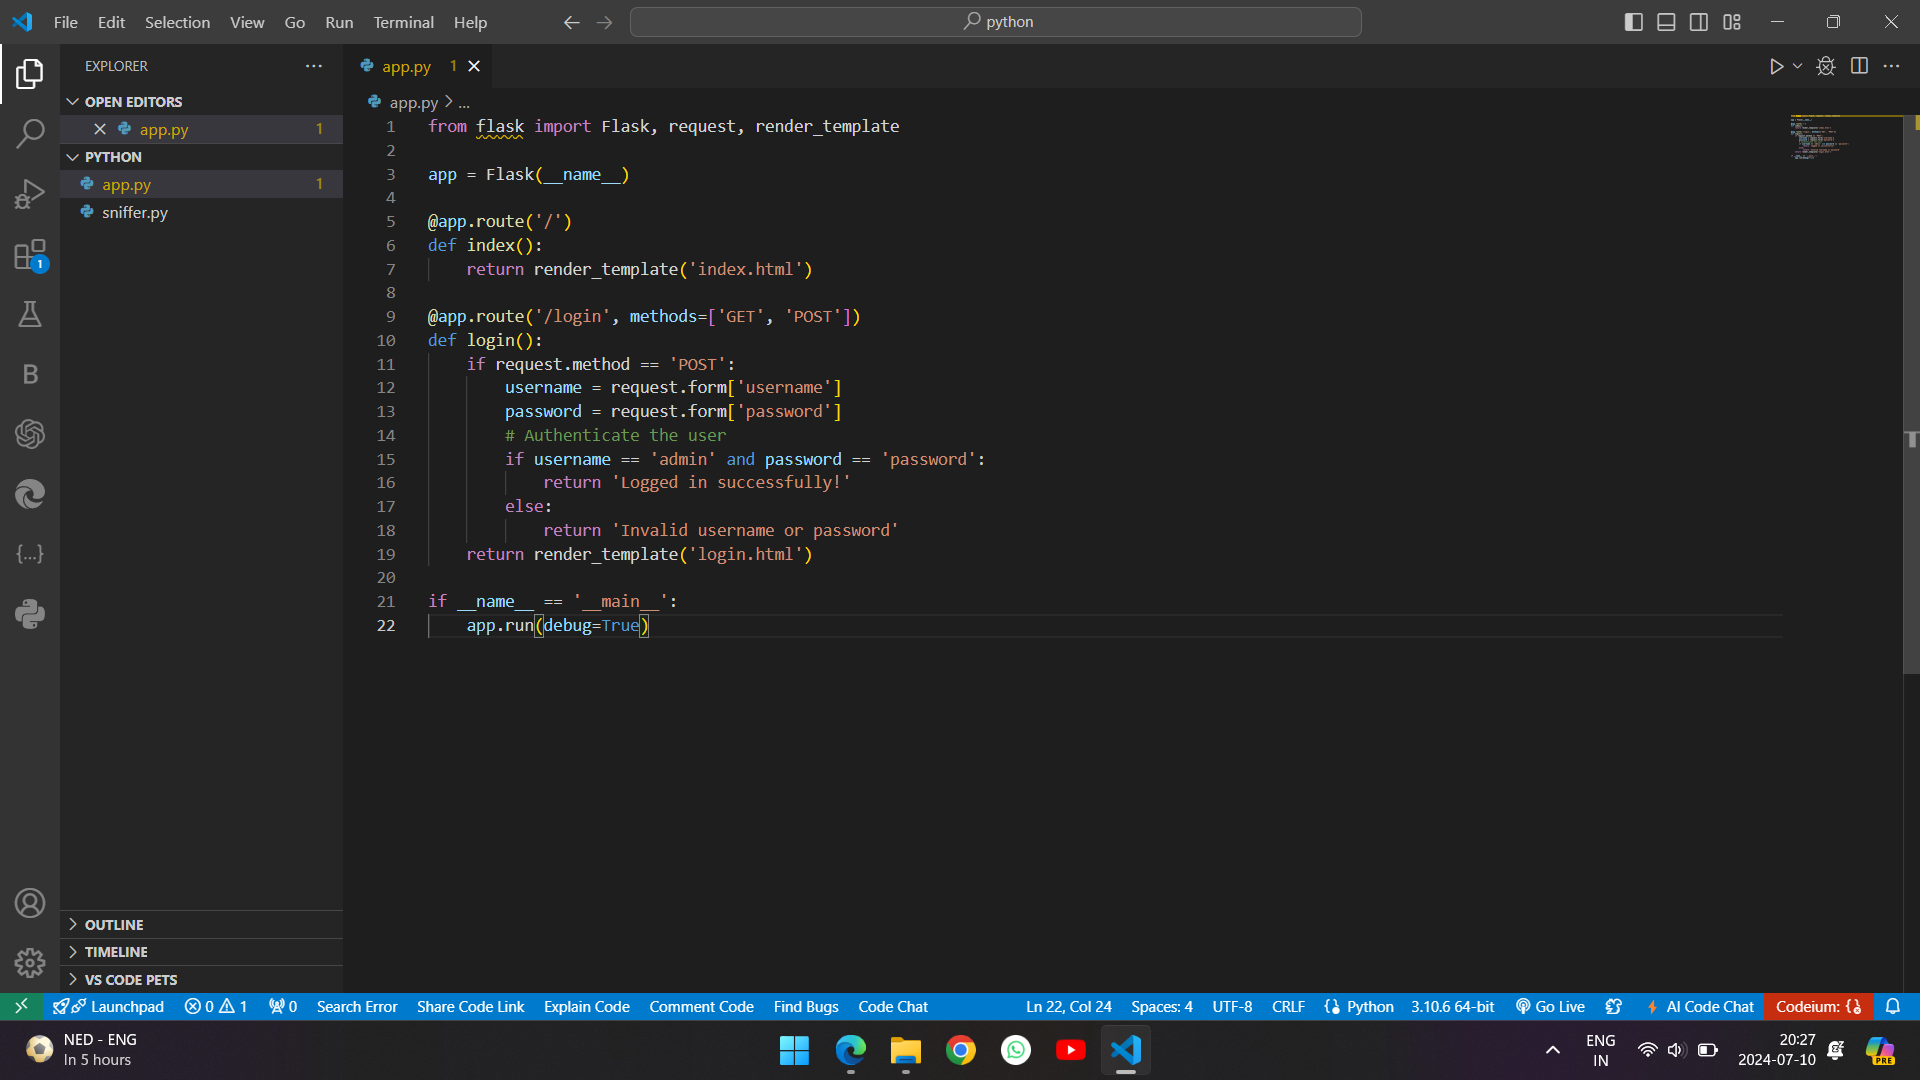 File Edit Selection View Go Run Terminal Help
python
EXPLORER
OPEN EDITORS
app.py 1
PYTHON
app.py 1
sniffer.py
OUTLINE
TIMELINE
VS CODE PETS
1
B
{...}
app.py 1
app.py > ...
1 from flask import Flask, request, render_template
2
3 app = Flask(__name__)
4
5 @app.route('/')
6 def index():
7 return render_template('index.html')
8
9 @app.route('/login', methods=['GET', 'POST'])
10 def login():
11 if request.method == 'POST':
12 username = request.form['username']
13 password = request.form['password']
14 # Authenticate the user
15 if username == 'admin' and password == 'password':
16 return 'Logged in successfully!'
17 else:
18 return 'Invalid username or password'
19 return render_template('login.html')
20
21 if __name__ == '__main__':
22 app.run(debug=True)
Launchpad 0 1 0 Search Error Share Code Link Explain Code Comment Code Find Bugs Code Chat Ln 22, Col 24 Spaces: 4 UTF-8 CRLF {} Python 3.10.6 64-bit Go Live AI Code Chat Codeium: {}
NED - ENG
In 5 hours
ENG
IN
20:27
2024-07-10
PRE